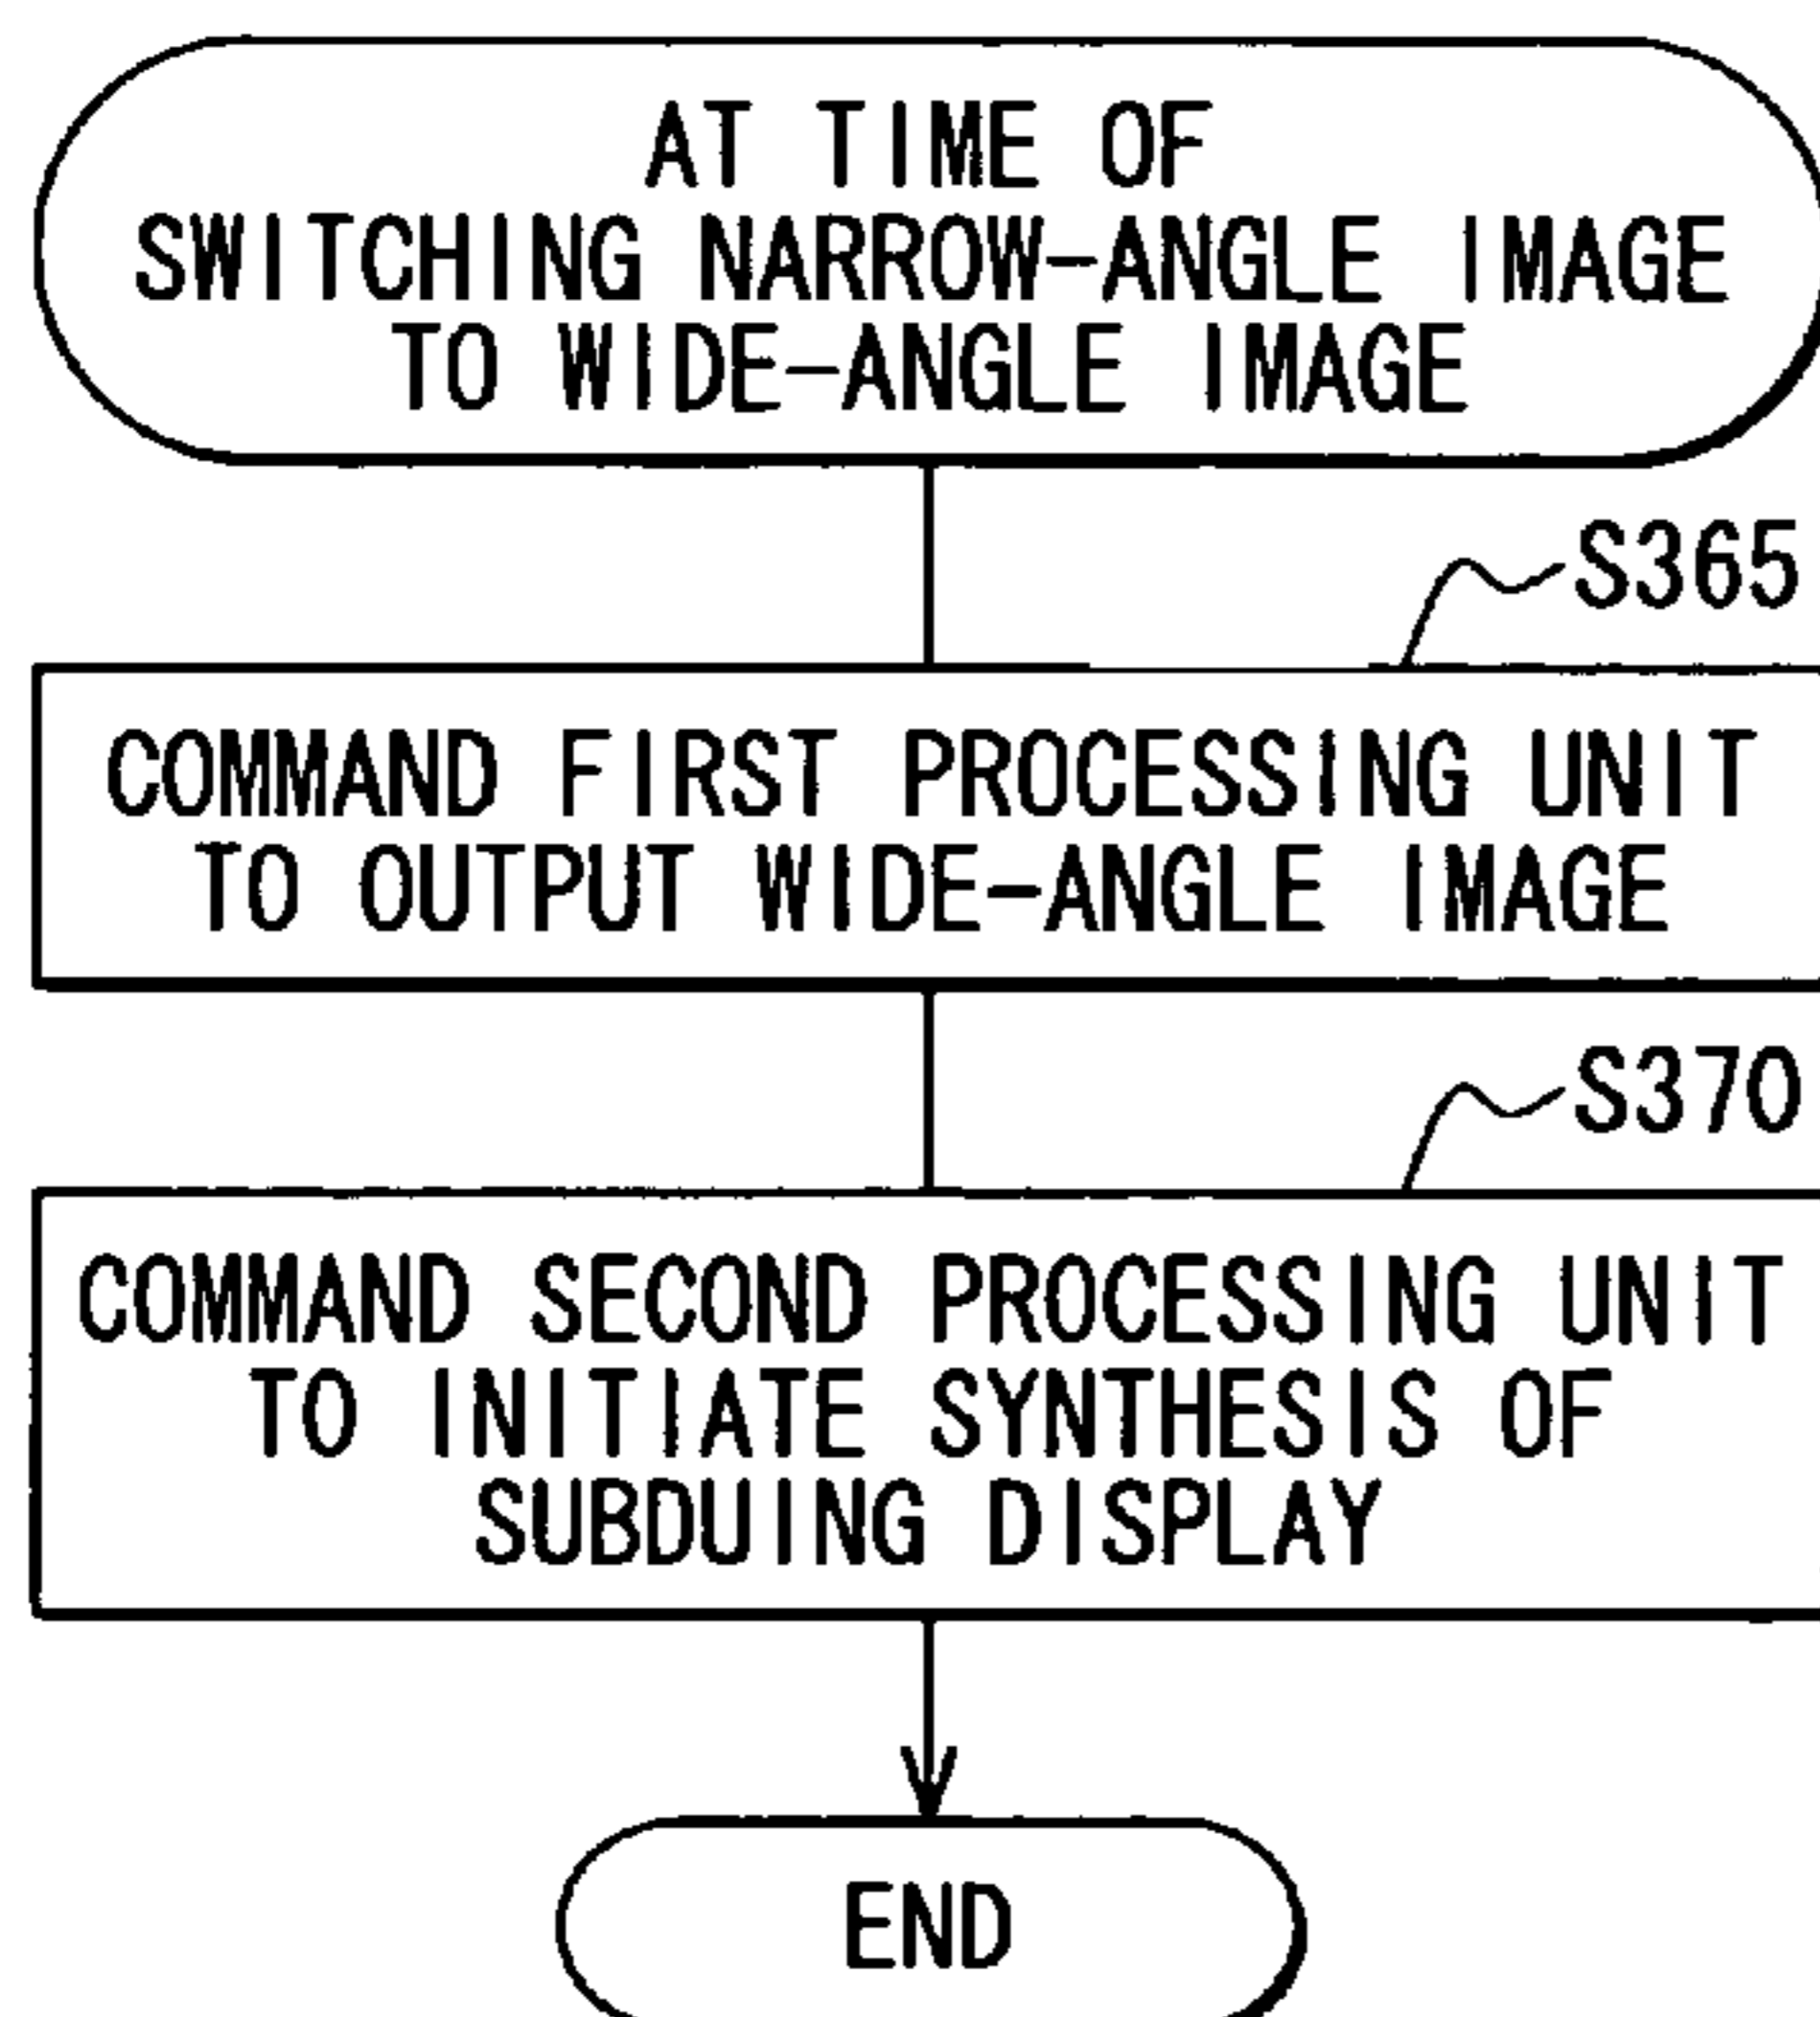 AT TIME OF
SWITCHING NARROW-ANGLE IMAGE
TO WIDE-ANGLE IMAGE
S365
COMMAND FIRST PROCESSING UNIT
TO OUTPUT WIDE-ANGLE IMAGE
S370
COMMAND SECOND PROCESSING UNIT
TO INITIATE SYNTHESIS OF
SUBDUING DISPLAY
END